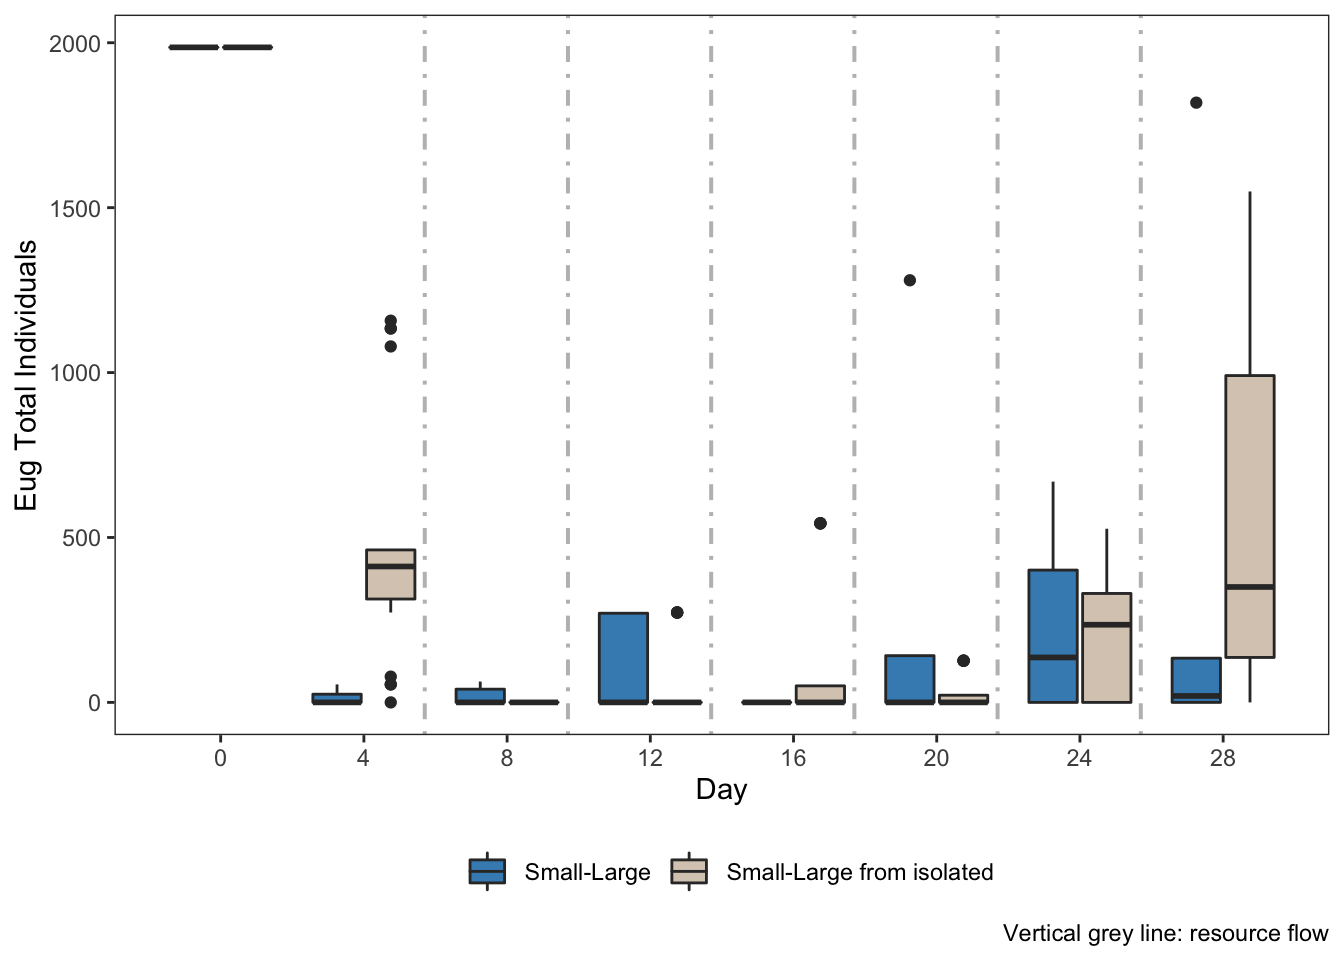 2000
1500
1000
500
0
Eug Total Individuals
0 4 8 12 16 20 24 28
Day
Small-Large Small-Large from isolated
Vertical grey line: resource flow